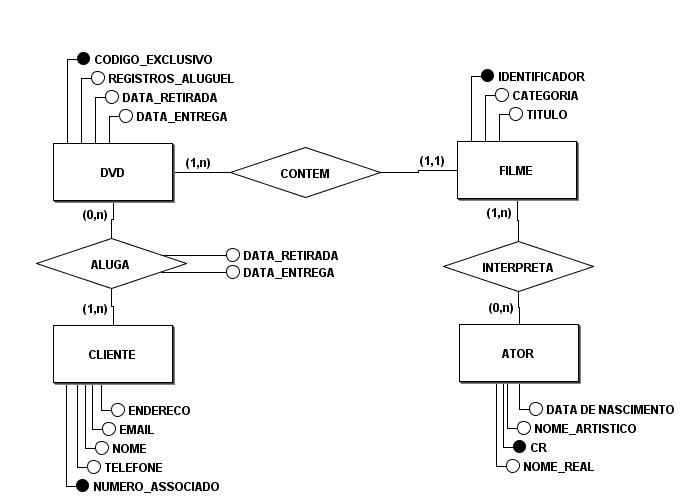 CODIGO_EXCLUSIVO
REGISTROS_ALUGUEL
DATA_RETIRADA
DATA_ENTREGA
IDENTIFICADOR
CATEGORIA
TITULO
DVD
(1,n)
CONTEM
(1,1)
FILME
(0,n)
(1,n)
ALUGA
DATA_RETIRADA
DATA_ENTREGA
INTERPRETA
(1,n)
(0,n)
CLIENTE
ATOR
ENDERECO
EMAIL
NOME
TELEFONE
NUMERO_ASSOCIADO
DATA DE NASCIMENTO
NOME_ARTISTICO
CR
NOME_REAL